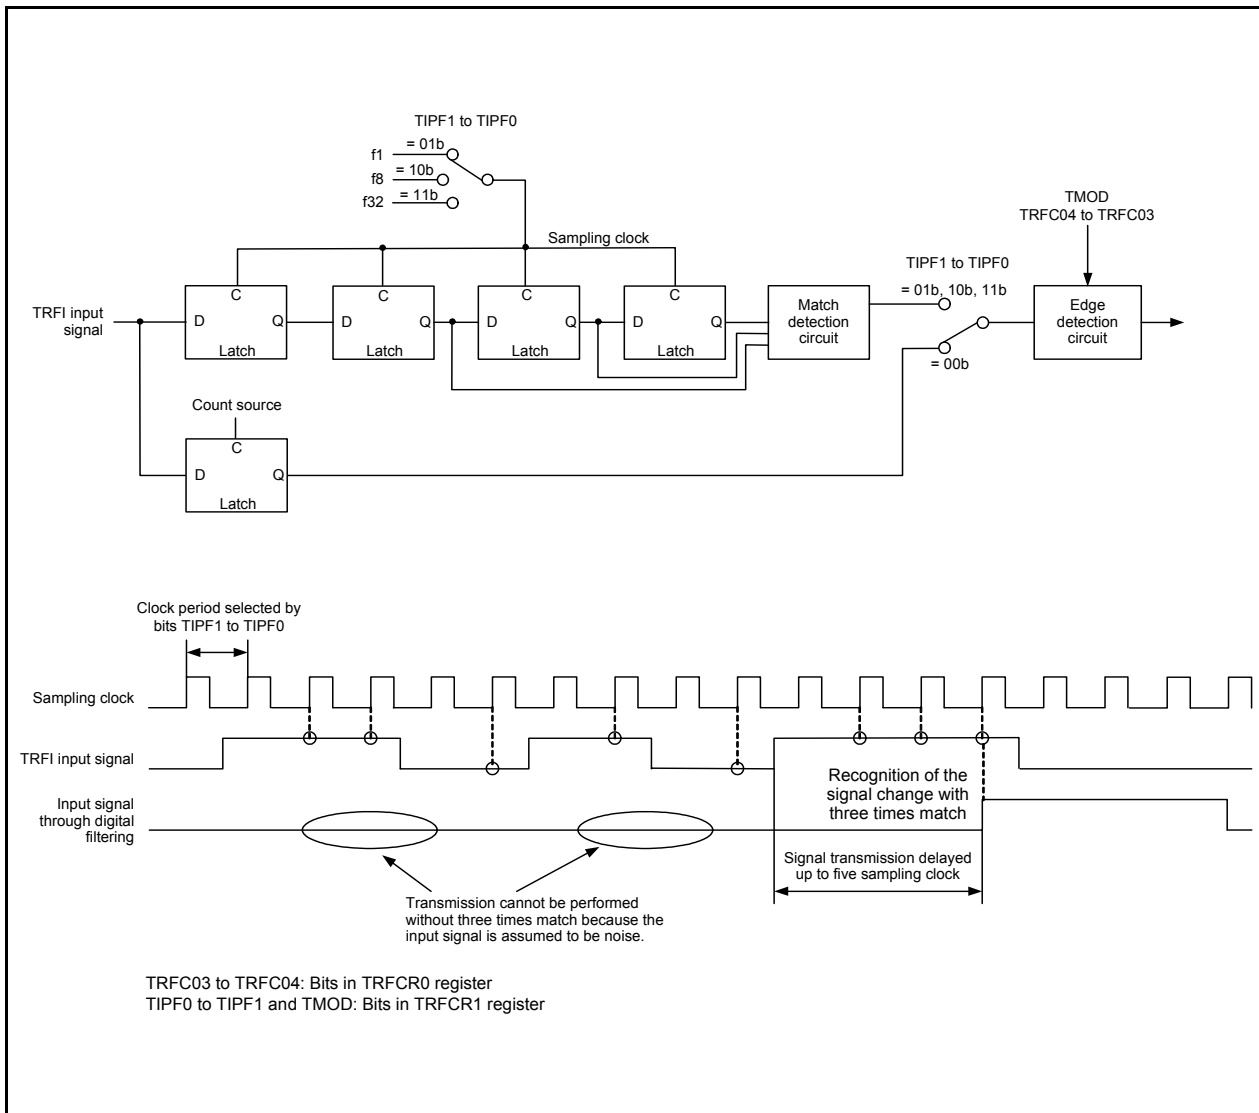 TIPF1 to TIPF0
f1
= 01b
f8
= 10b
f32
= 11b
Sampling clock
TMOD
TRFC04 to TRFC03
TIPF1 to TIPF0
= 01b, 10b, 11b
= 00b
TRFI input
signal
C
D
Q
Latch
C
D
Q
Latch
C
D
Q
Latch
C
D
Q
Latch
Match
detection
circuit
Edge
detection
circuit
Count source
C
D
Q
Latch
Clock period selected by
bits TIPF1 to TIPF0
Sampling clock
TRFI input signal
Input signal
through digital
filtering
Recognition of the
signal change with
three times match
Signal transmission delayed
up to five sampling clock
Transmission cannot be performed
without three times match because the
input signal is assumed to be noise.
TRFC03 to TRFC04: Bits in TRFCR0 register
TIPF0 to TIPF1 and TMOD: Bits in TRFCR1 register